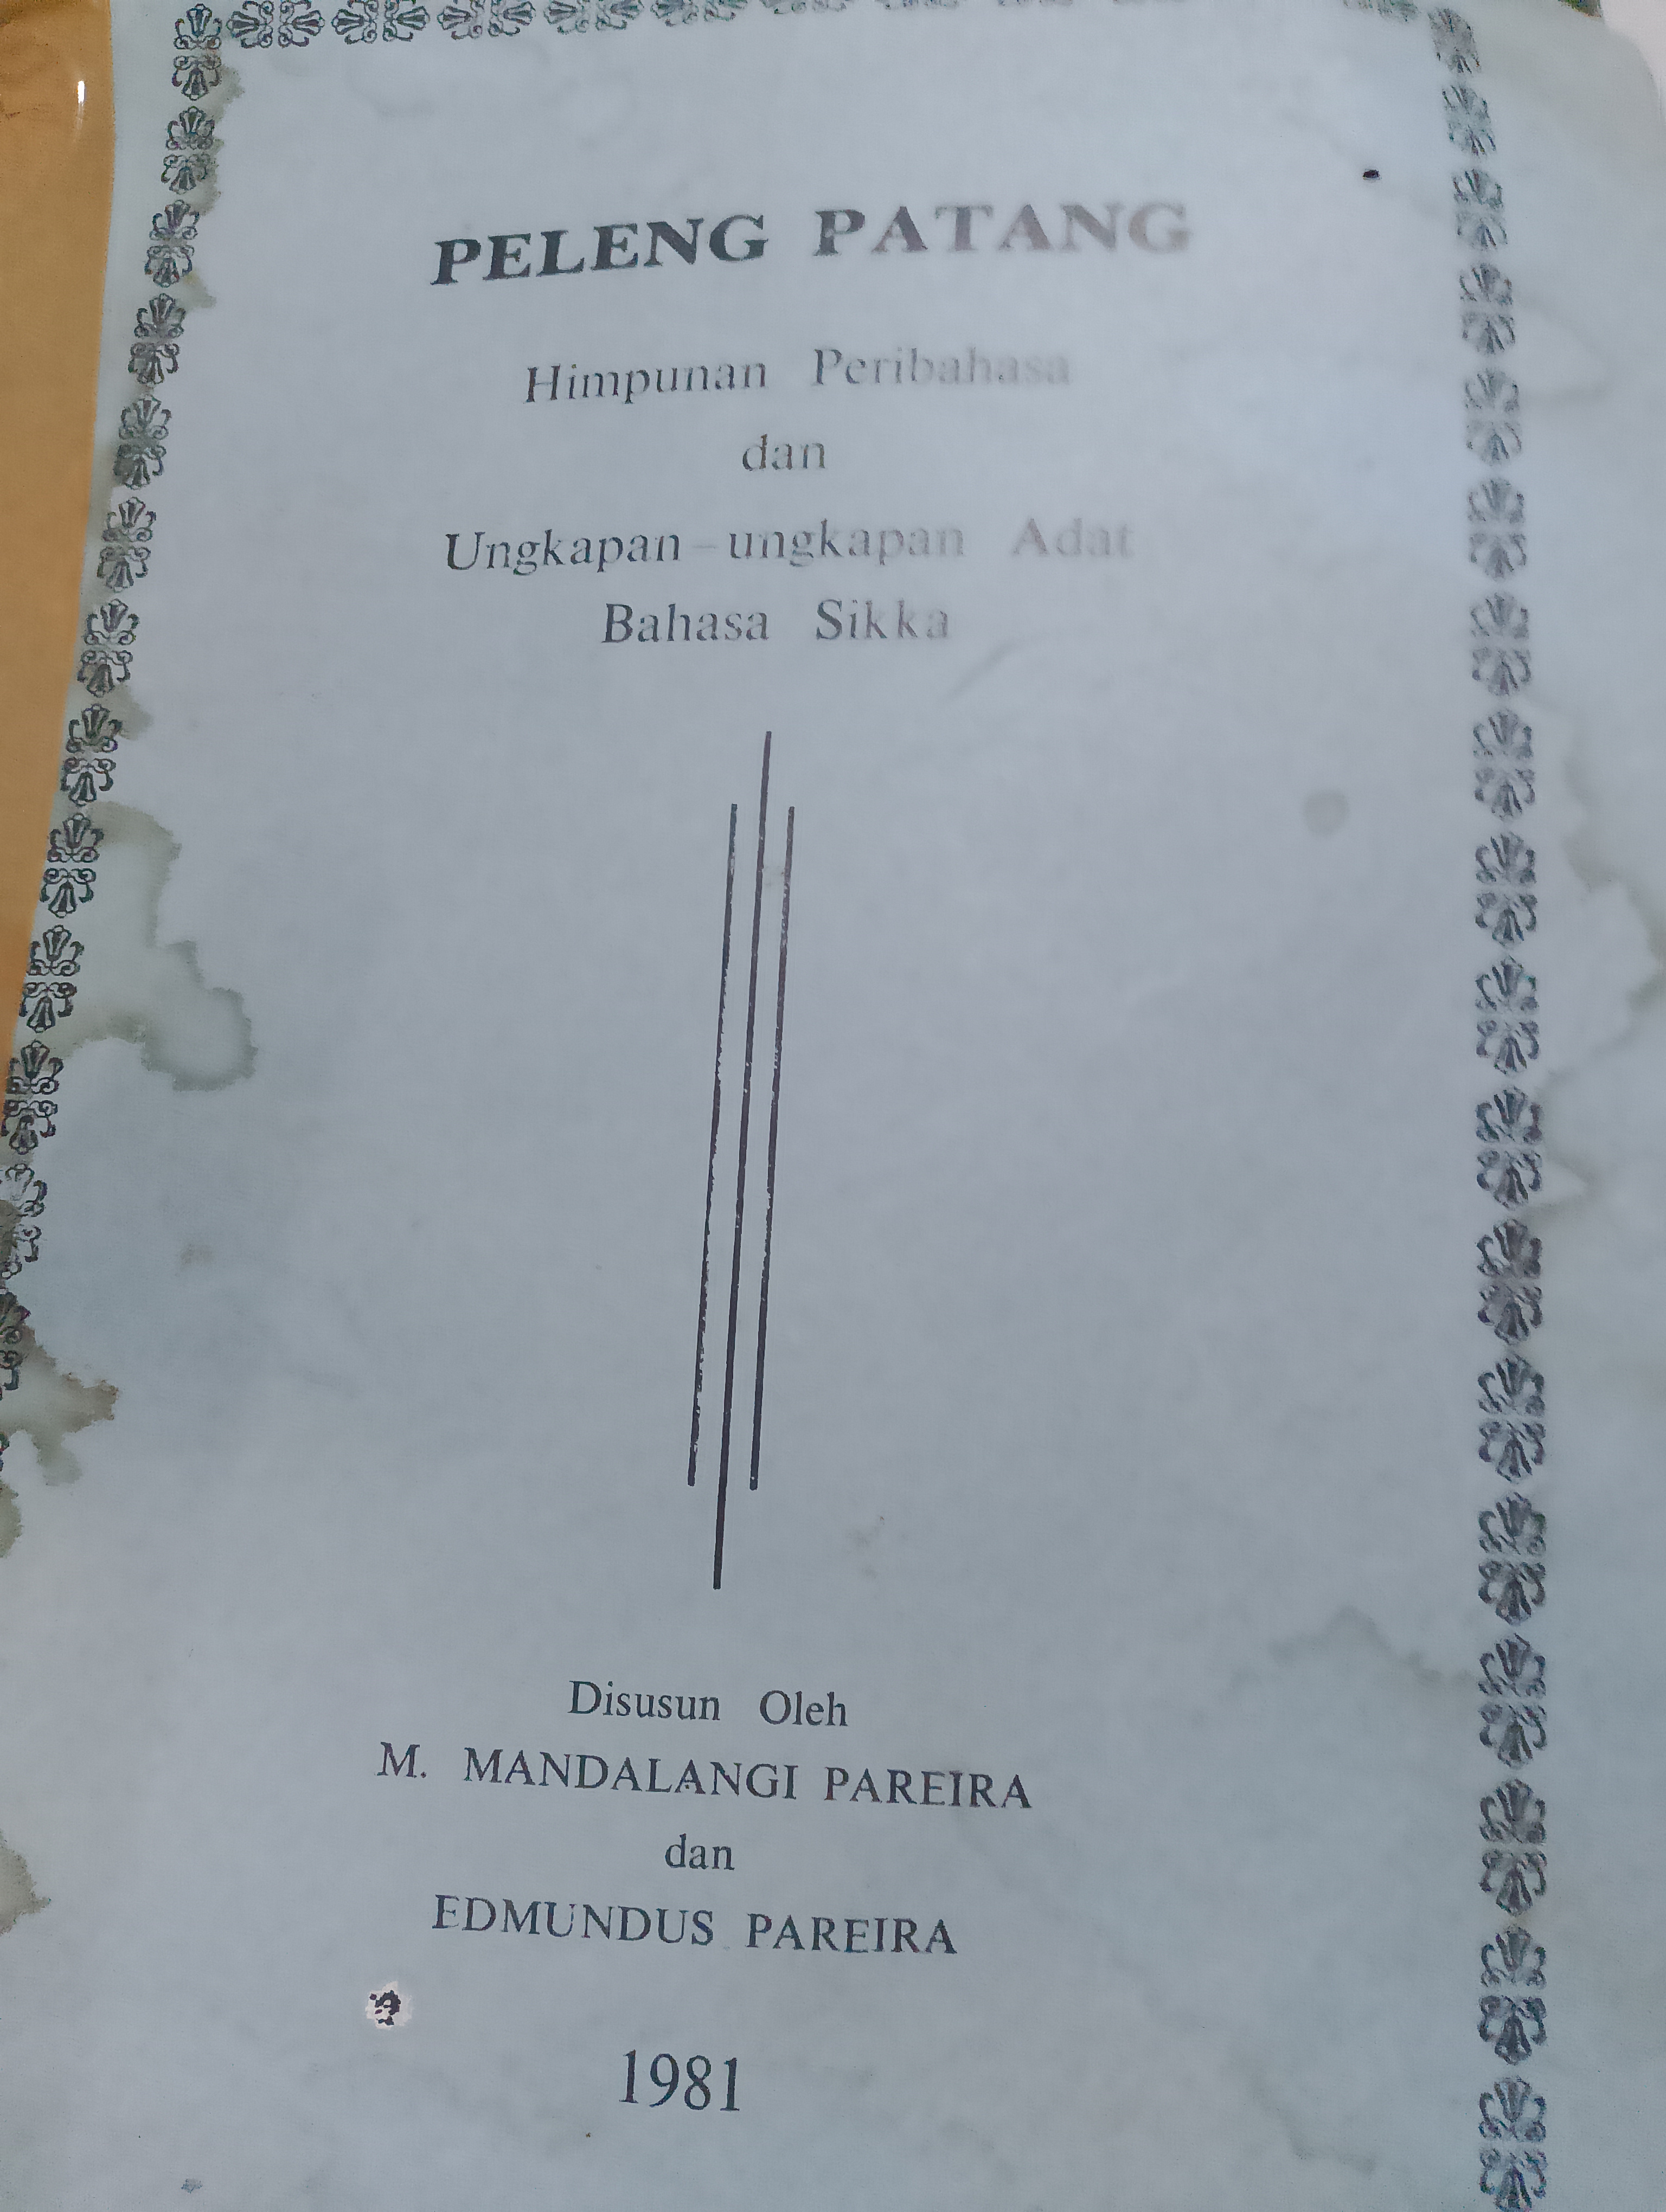 PELENG PATANG
Himpunan Peribahasa
dan
Ungkapan-ungkapan Adat
Bahasa Sikka
Disusun Oleh
M. MANDALANGI PAREIRA
dan
EDMUNDUS PAREIRA
1981